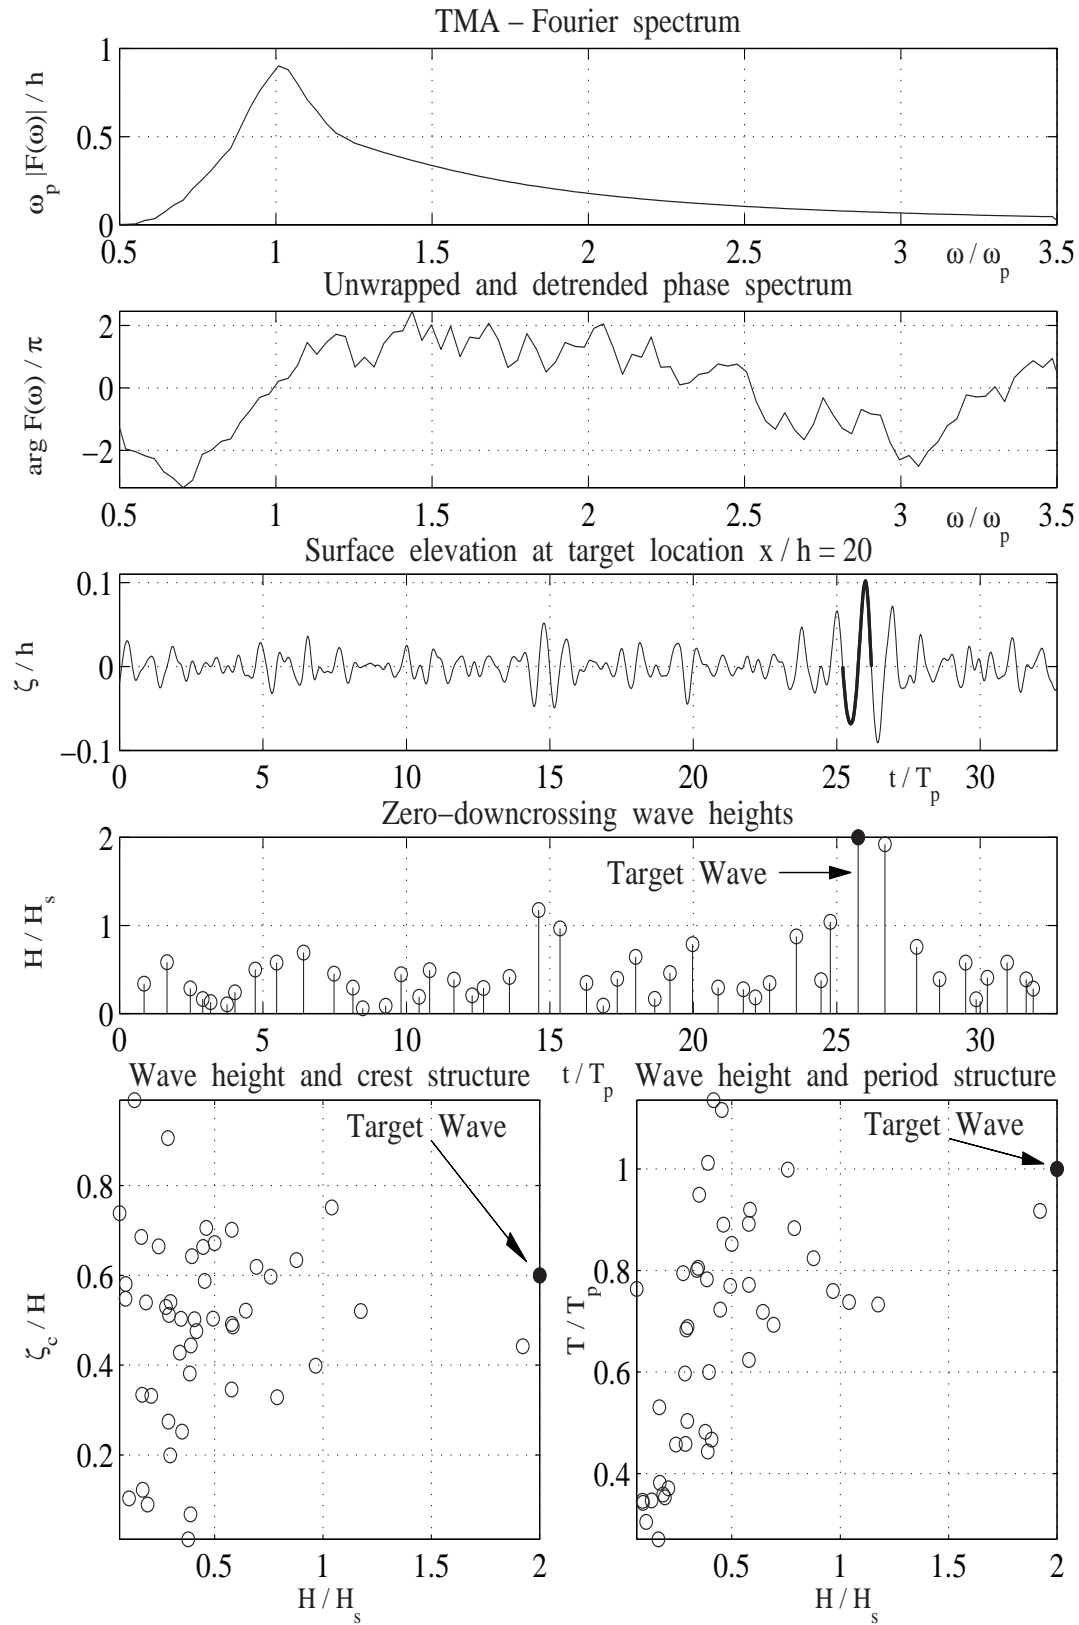 TMA − Fourier spectrum
1
0.5
0
ω_p |F(ω)| / h
0.5 1 1.5 2 2.5 3 ω / ω_p 3.5
Unwrapped and detrended phase spectrum
2
0
−2
arg F(ω) / π
0.5 1 1.5 2 2.5 3 ω / ω_p 3.5
Surface elevation at target location x / h = 20
0.1
0
−0.1
ζ / h
0 5 10 15 20 25 t / T_p 30
Zero−downcrossing wave heights
2
1
0
H / H_s
Target Wave
0 5 10 15 20 25 30
t / T_p
Wave height and crest structure
Target Wave
0.8
0.6
0.4
0.2
ζ_c / H
0.5 1 1.5 2
H / H_s
Wave height and period structure
Target Wave
1
0.8
0.6
0.4
T / T_p
0.5 1 1.5 2
H / H_s